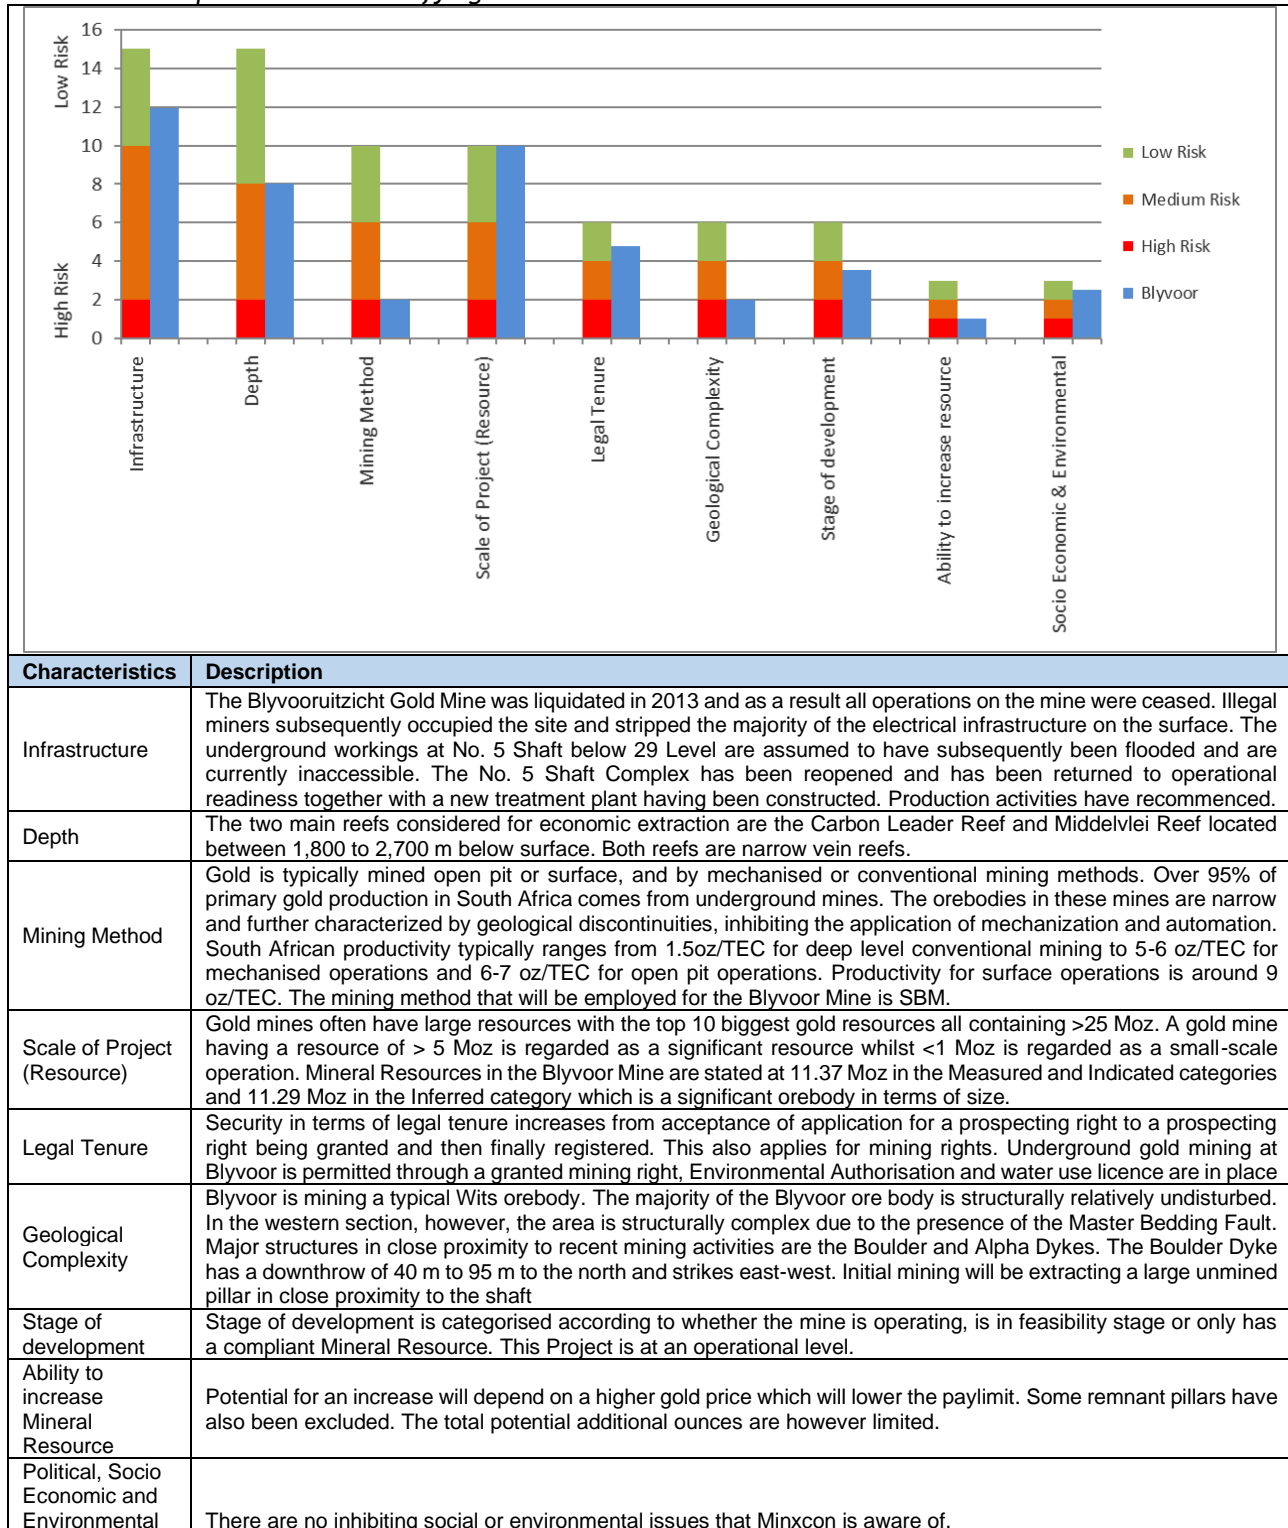 16
14
12
10
8
6
4
2
0
Low Risk
High Risk
Low Risk
Medium Risk
High Risk
Blyvoor
Infrastructure
Depth
Mining Method
Scale of Project (Resource)
Legal Tenure
Geological Complexity
Stage of development
Ability to increase resource
Socio Economic & Environmental
Characteristics Description
Infrastructure
The Blyvooruitzicht Gold Mine was liquidated in 2013 and as a result all operations on the mine were ceased. Illegal
miners subsequently occupied the site and stripped the majority of the electrical infrastructure on the surface. The
underground workings at No. 5 Shaft below 29 Level are assumed to have subsequently been flooded and are
currently inaccessible. The No. 5 Shaft Complex has been reopened and has been returned to operational
readiness together with a new treatment plant having been constructed. Production activities have recommenced.
Depth
The two main reefs considered for economic extraction are the Carbon Leader Reef and Middelvlei Reef located
between 1,800 to 2,700 m below surface. Both reefs are narrow vein reefs.
Mining Method
Gold is typically mined open pit or surface, and by mechanised or conventional mining methods. Over 95% of
primary gold production in South Africa comes from underground mines. The orebodies in these mines are narrow
and further characterized by geological discontinuities, inhibiting the application of mechanization and automation.
South African productivity typically ranges from 1.5oz/TEC for deep level conventional mining to 5-6 oz/TEC for
mechanised operations and 6-7 oz/TEC for open pit operations. Productivity for surface operations is around 9
oz/TEC. The mining method that will be employed for the Blyvoor Mine is SBM.
Scale of Project
(Resource)
Gold mines often have large resources with the top 10 biggest gold resources all containing >25 Moz. A gold mine
having a resource of > 5 Moz is regarded as a significant resource whilst <1 Moz is regarded as a small-scale
operation. Mineral Resources in the Blyvoor Mine are stated at 11.37 Moz in the Measured and Indicated categories
and 11.29 Moz in the Inferred category which is a significant orebody in terms of size.
Legal Tenure
Security in terms of legal tenure increases from acceptance of application for a prospecting right to a prospecting
right being granted and then finally registered. This also applies for mining rights. Underground gold mining at
Blyvoor is permitted through a granted mining right, Environmental Authorisation and water use licence are in place
Geological
Complexity
Blyvoor is mining a typical Wits orebody. The majority of the Blyvoor ore body is structurally relatively undisturbed.
In the western section, however, the area is structurally complex due to the presence of the Master Bedding Fault.
Major structures in close proximity to recent mining activities are the Boulder and Alpha Dykes. The Boulder Dyke
has a downthrow of 40 m to 95 m to the north and strikes east-west. Initial mining will be extracting a large unmined
pillar in close proximity to the shaft
Stage of
development
Stage of development is categorised according to whether the mine is operating, is in feasibility stage or only has
a compliant Mineral Resource. This Project is at an operational level.
Ability to
increase
Mineral
Resource
Potential for an increase will depend on a higher gold price which will lower the paylimit. Some remnant pillars have
also been excluded. The total potential additional ounces are however limited.
Political, Socio
Economic and
Environmental
There are no inhibiting social or environmental issues that Minxcon is aware of.